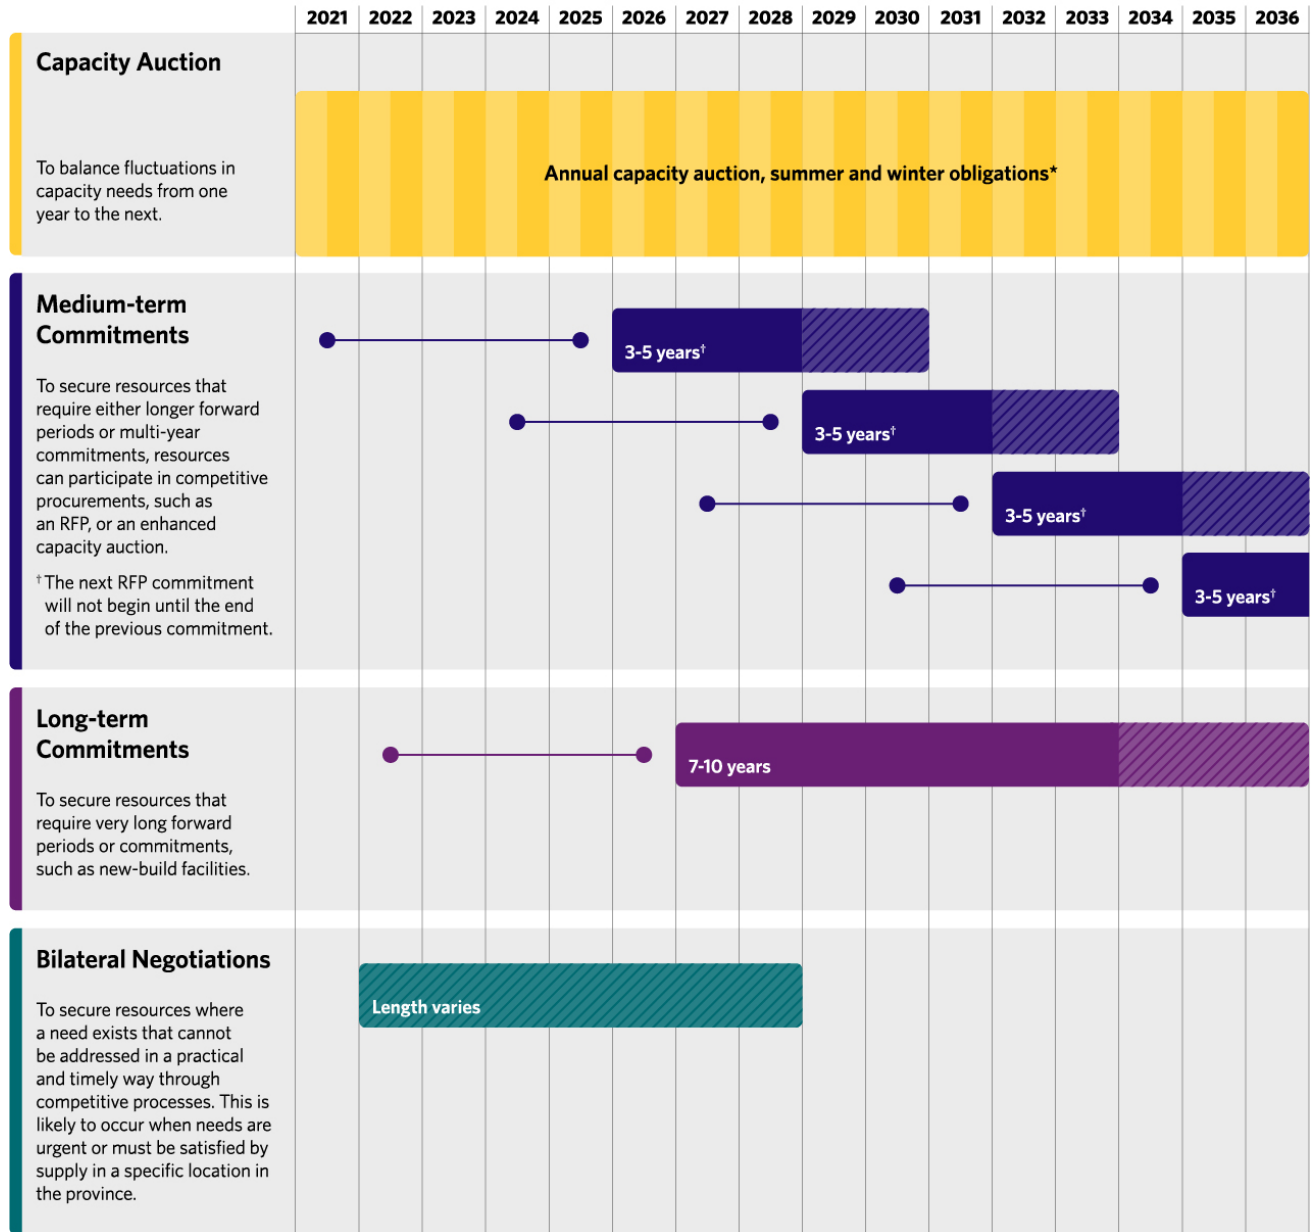 2021 2022 2023 2024 2025 2026 2027 2028 2029 2030 2031 2032 2033 2034 2035 2036
Capacity Auction
To balance fluctuations in
capacity needs from one
year to the next.
Annual capacity auction, summer and winter obligations*
Medium-term
Commitments
To secure resources that
require either longer forward
periods or multi-year
commitments, resources
can participate in competitive
procurements, such as
an RFP, or an enhanced
capacity auction.
† The next RFP commitment
will not begin until the end
of the previous commitment.
3-5 years†
3-5 years†
3-5 years†
3-5 years†
Long-term
Commitments
To secure resources that
require very long forward
periods or commitments,
such as new-build facilities.
7-10 years
Bilateral Negotiations
To secure resources where
a need exists that cannot
be addressed in a practical
and timely way through
competitive processes. This is
likely to occur when needs are
urgent or must be satisfied by
supply in a specific location in
the province.
Length varies